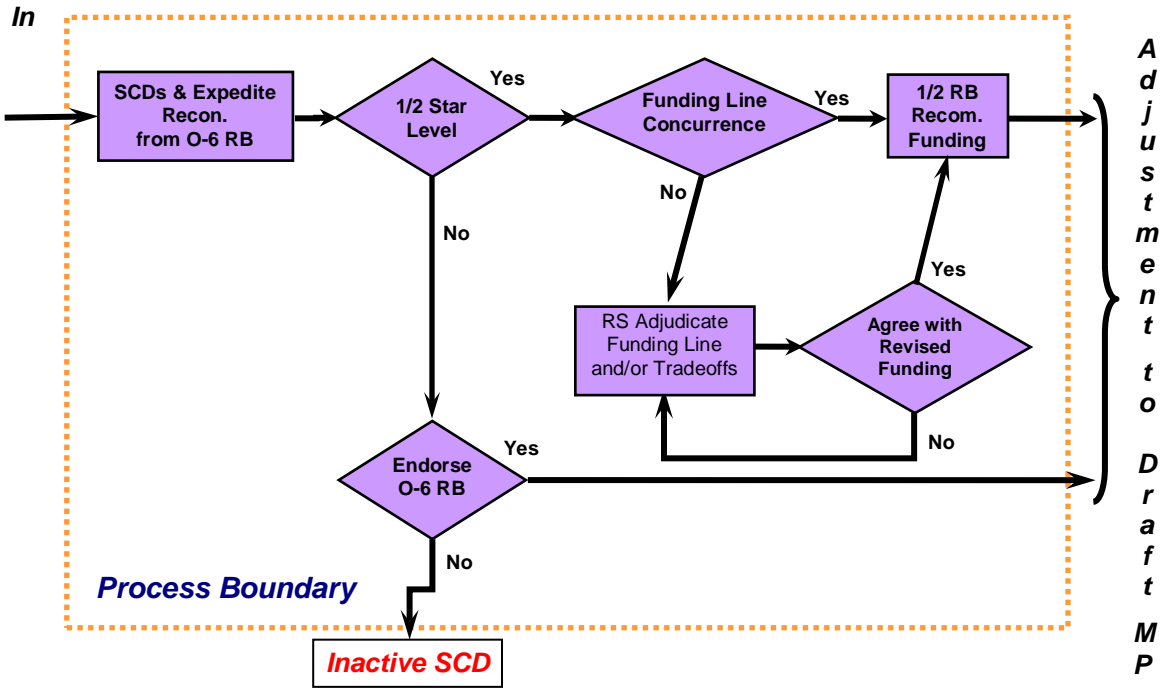 In
SCDs & Expedite
Recon.
from O-6 RB
1/2 Star
Level
Yes
No
Funding Line
Concurrence
Yes
No
1/2 RB
Recom.
Funding
RS Adjudicate
Funding Line
and/or Tradeoffs
Agree with
Revised
Funding
Yes
No
Endorse
O-6 RB
Yes
No
Process Boundary
Inactive SCD
Adjustment to Draft MP